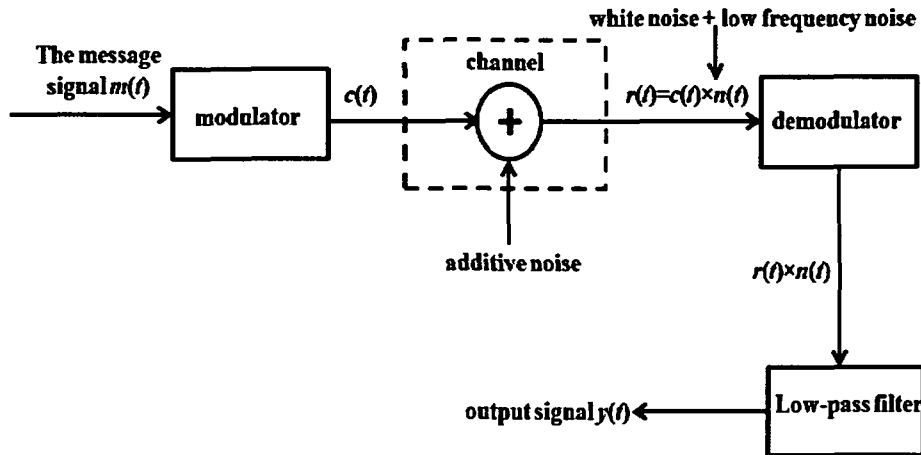 white noise + low frequency noise
The message
signal m(t)
channel
modulator
c(t)
+
r(t)=c(t)×n(t)
demodulator
additive noise
r(t)×n(t)
output signal y(t)
Low-pass filter